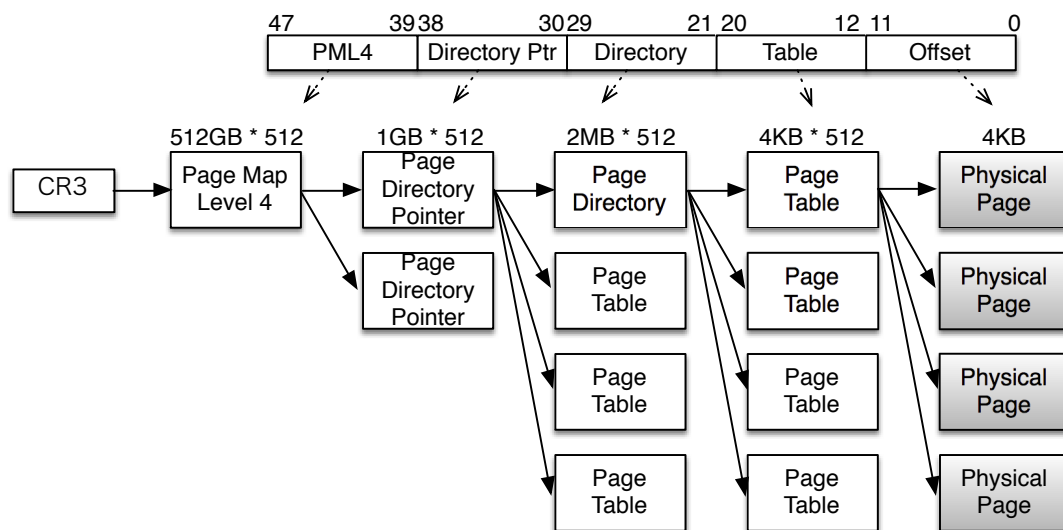 47 39 38 30 29 21 20 12 11 0
PML4 Directory Ptr Directory Table Offset
512GB * 512 1GB * 512 2MB * 512 4KB * 512 4KB
CR3
Page Map
Level 4
Page
Directory
Pointer
Page
Directory
Page
Table
Physical
Page
Page
Directory
Pointer
Page
Table
Page
Table
Physical
Page
Page
Table
Page
Table
Physical
Page
Page
Table
Page
Table
Physical
Page